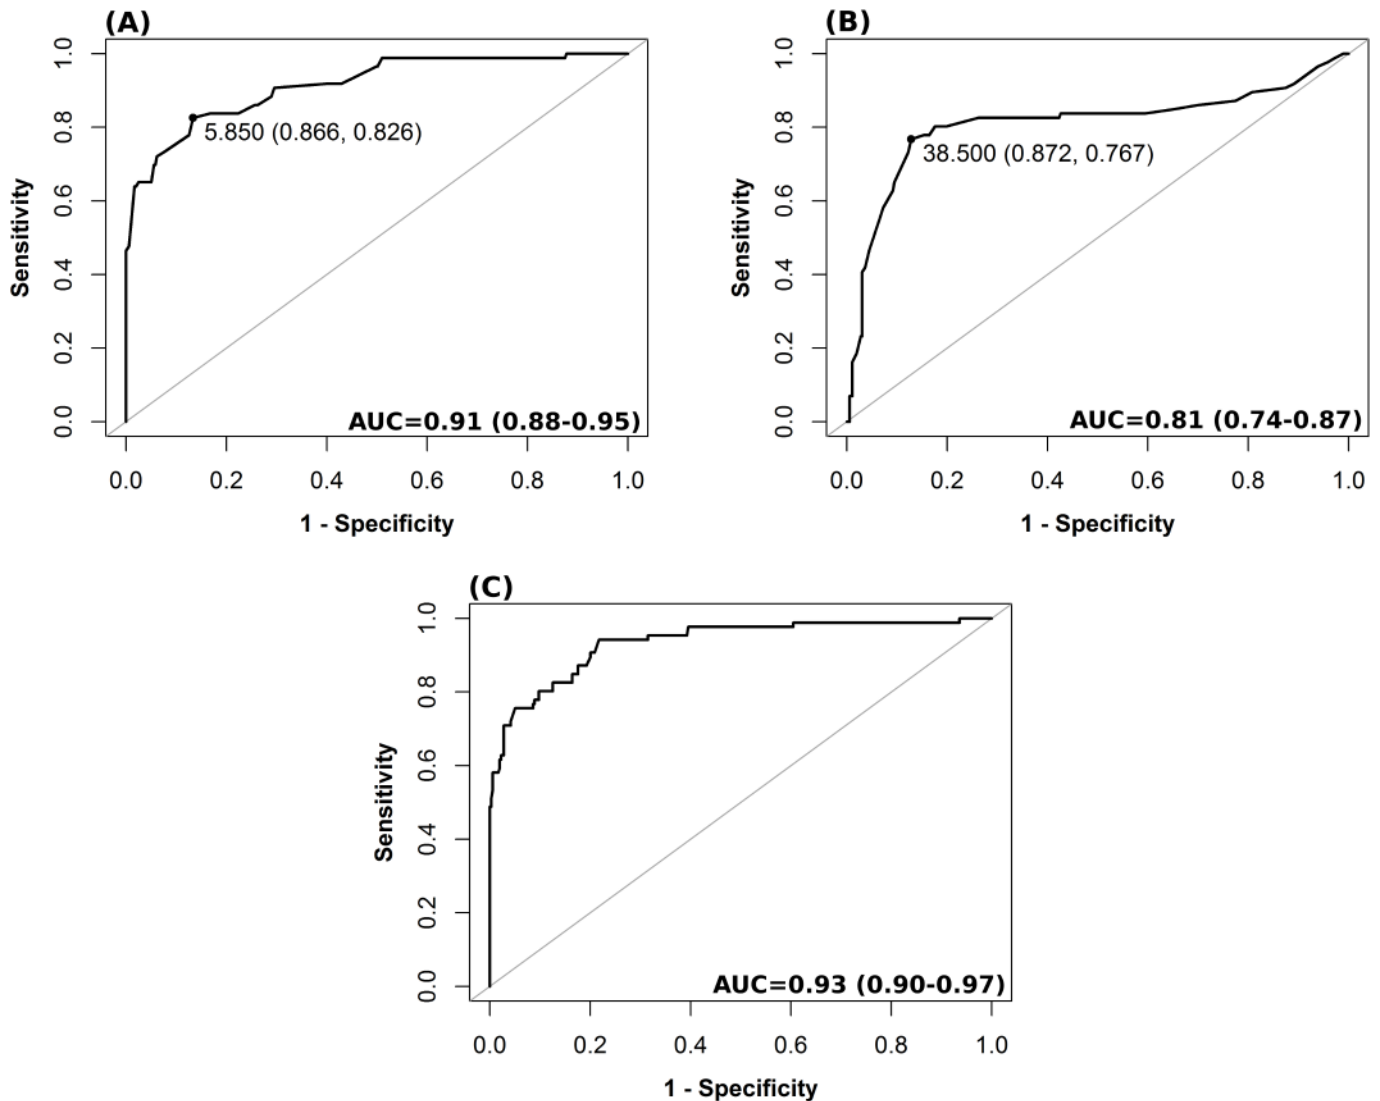 (A)
1.0
0.8
0.6
0.4
0.2
0.0
Sensitivity
5.850 (0.866, 0.826)
AUC=0.91 (0.88-0.95)
0.0 0.2 0.4 0.6 0.8 1.0
1 - Specificity
(B)
1.0
0.8
0.6
0.4
0.2
0.0
Sensitivity
38.500 (0.872, 0.767)
AUC=0.81 (0.74-0.87)
0.0 0.2 0.4 0.6 0.8 1.0
1 - Specificity
(C)
1.0
0.8
0.6
0.4
0.2
0.0
Sensitivity
AUC=0.93 (0.90-0.97)
0.0 0.2 0.4 0.6 0.8 1.0
1 - Specificity